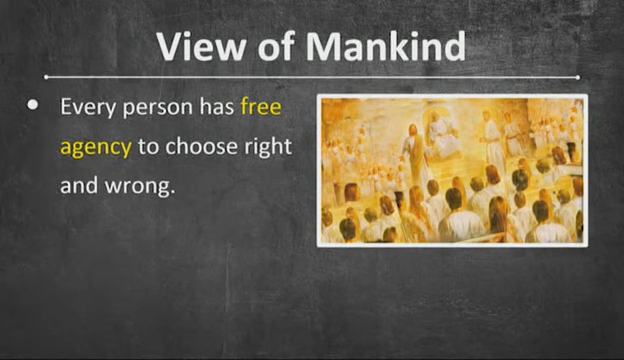 View of Mankind
• Every person has free
agency to choose right
and wrong.